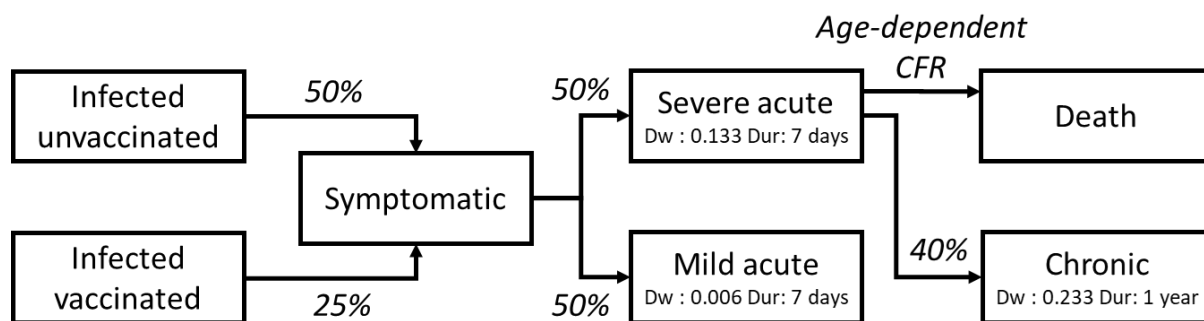 Age-dependent
CFR
Infected
unvaccinated
50%
Symptomatic
50%
Severe acute
Dw : 0.133 Dur: 7 days
Death
Infected
vaccinated
25%
50%
Mild acute
Dw : 0.006 Dur: 7 days
40%
Chronic
Dw : 0.233 Dur: 1 year